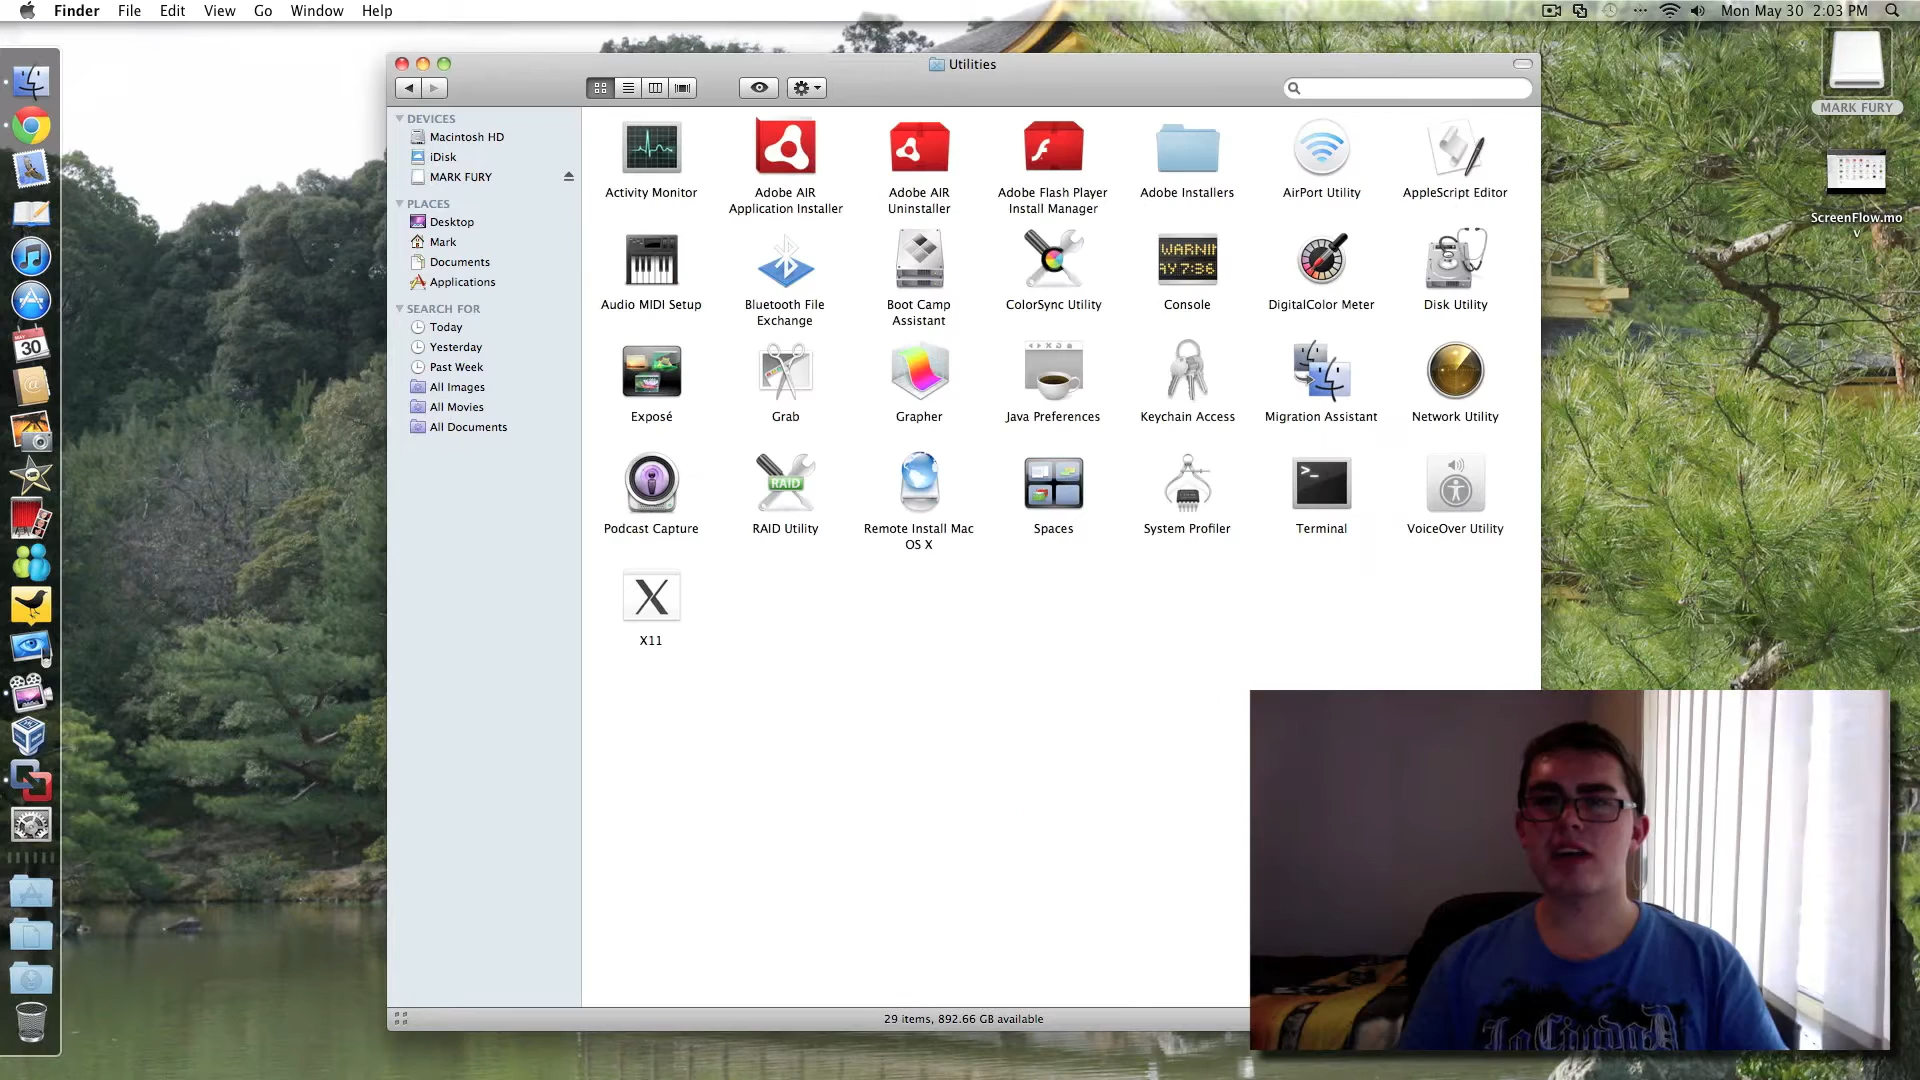 Finder File Edit View Go Window Help
Mon May 30 2:03 PM
Utilities
DEVICES
Macintosh HD
iDisk
MARK FURY
PLACES
Desktop
Mark
Documents
Applications
SEARCH FOR
Today
Yesterday
Past Week
All Images
All Movies
All Documents
Activity Monitor
Adobe AIR
Application Installer
Adobe AIR
Uninstaller
Adobe Flash Player
Install Manager
Adobe Installers
AirPort Utility
AppleScript Editor
Audio MIDI Setup
Bluetooth File
Exchange
Boot Camp
Assistant
ColorSync Utility
WARNIN
AY 7:36
Console
DigitalColor Meter
Disk Utility
Exposé
Grab
Grapher
Java Preferences
Keychain Access
Migration Assistant
Network Utility
Podcast Capture
RAID
RAID Utility
Remote Install Mac
OS X
Spaces
System Profiler
>_
Terminal
VoiceOver Utility
X
X11
29 items, 892.66 GB available
MARK FURY
ScreenFlow.mo
v
30